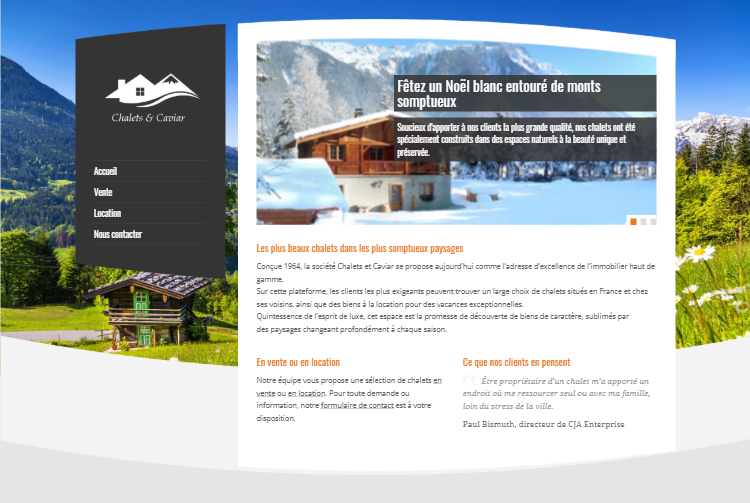 Chalets & Caviar
Accueil
Vente
Location
Nous contacter
Fêtez un Noël blanc entouré de monts
somptueux
Soucieux d'apporter à nos clients la plus grande qualité, nos chalets ont été
spécialement construits dans des espaces naturels à la beauté unique et
préservée.
Les plus beaux chalets dans les plus somptueux paysages
Conçue 1964, la société Chalets et Caviar se propose aujourd'hui comme l'adresse d'excellence de l'immobilier haut de
gamme.
Sur cette plateforme, les clients les plus exigeants peuvent trouver un large choix de chalets situés en France et chez
ses voisins, ainsi que des biens à la location pour des vacances exceptionnelles.
Quintessence de l'esprit de luxe, cet espace est la promesse de découverte de biens de caractère, sublimés par
des paysages changeant profondément à chaque saison.
En vente ou en location
Notre équipe vous propose une sélection de chalets en
vente ou en location. Pour toute demande ou
information, notre formulaire de contact est à votre
disposition.
Ce que nos clients en pensent
“ Être propriétaire d'un chalet m'a apporté un
endroit où me ressourcer seul ou avec ma famille,
loin du stress de la ville.
Paul Bismuth, directeur de CJA Enterprise